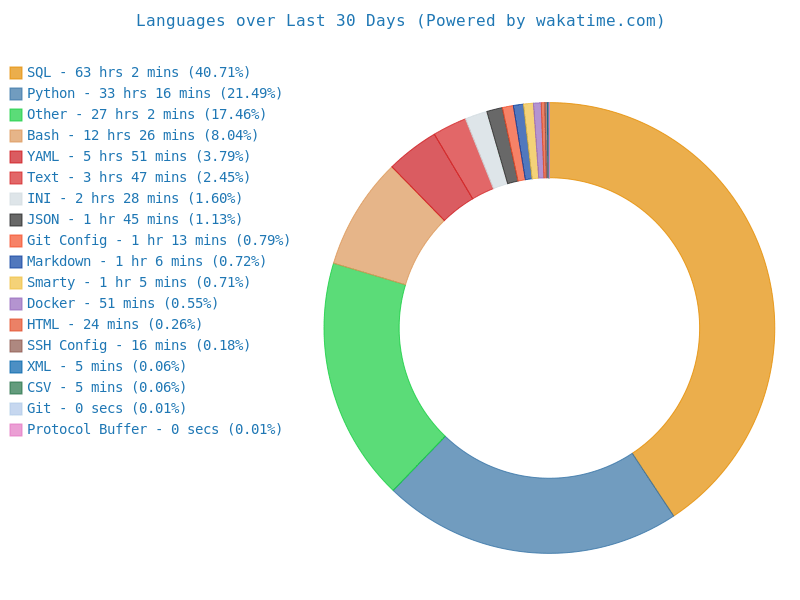 Languages over Last 30 Days (Powered by wakatime.com)
SQL - 63 hrs 2 mins (40.71%)
Python - 33 hrs 16 mins (21.49%)
Other - 27 hrs 2 mins (17.46%)
Bash - 12 hrs 26 mins (8.04%)
YAML - 5 hrs 51 mins (3.79%)
Text - 3 hrs 47 mins (2.45%)
INI - 2 hrs 28 mins (1.60%)
JSON - 1 hr 45 mins (1.13%)
Git Config - 1 hr 13 mins (0.79%)
Markdown - 1 hr 6 mins (0.72%)
Smarty - 1 hr 5 mins (0.71%)
Docker - 51 mins (0.55%)
HTML - 24 mins (0.26%)
SSH Config - 16 mins (0.18%)
XML - 5 mins (0.06%)
CSV - 5 mins (0.06%)
Git - 0 secs (0.01%)
Protocol Buffer - 0 secs (0.01%)